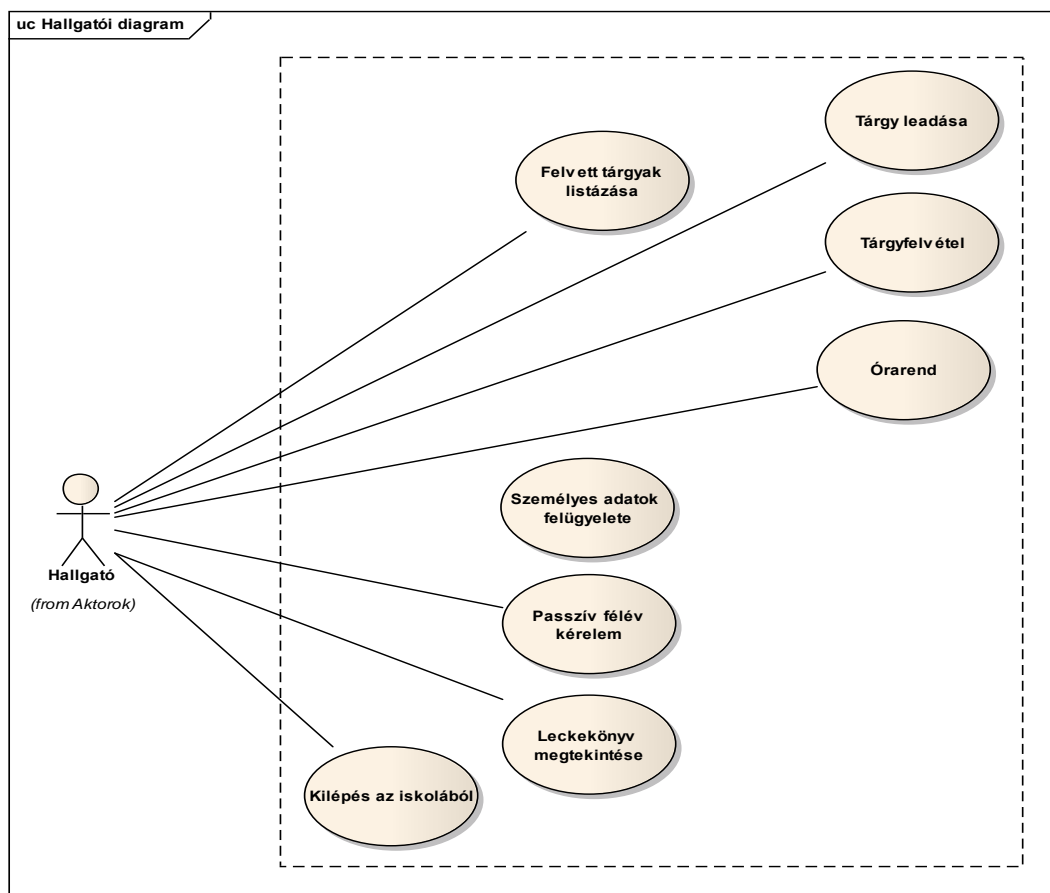 uc Hallgatói diagram
Tárgy leadása
Felvett tárgyak
listázása
Tárgyfelvétel
Órarend
Személyes adatok
felügyelete
Hallgató
(from Aktorok)
Passzív félév
kérelem
Leckekönyv
megtekintése
Kilépés az iskolából